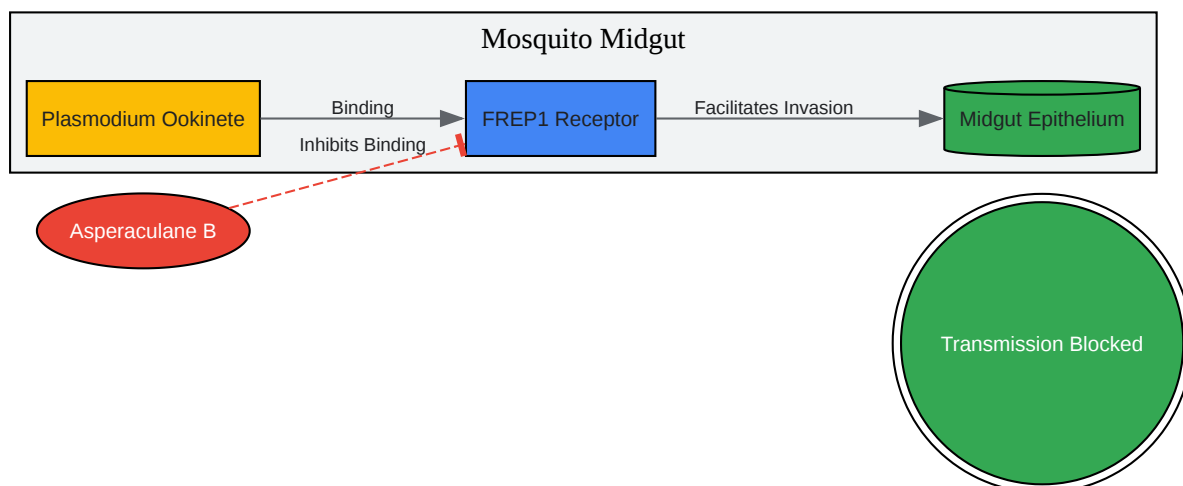 Mosquito Midgut
Plasmodium Ookinete
Binding
FREP1 Receptor
Facilitates Invasion
Midgut Epithelium
Inhibits Binding
Asperaculane B
Transmission Blocked